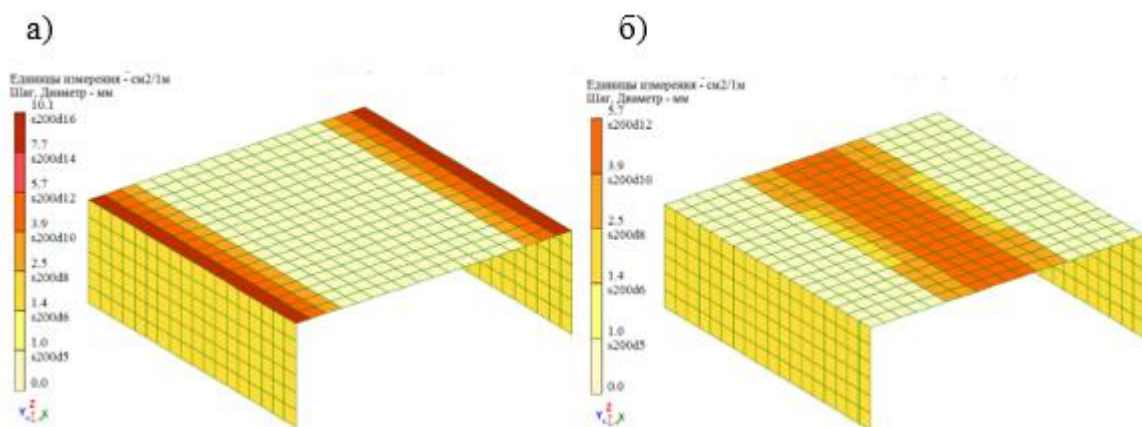 а)
б)
Единицы измерения - см2/1м
Шаг, Диаметр - мм
10.1
s200d16
7.7
s200d14
5.7
s200d12
3.9
s200d10
2.5
s200d8
1.4
s200d6
1.0
s200d5
0.0
Z
Y X
Единицы измерения - см2/1м
Шаг, Диаметр - мм
5.7
s200d12
3.9
s200d10
2.5
s200d8
1.4
s200d6
1.0
s200d5
0.0
Z
Y X